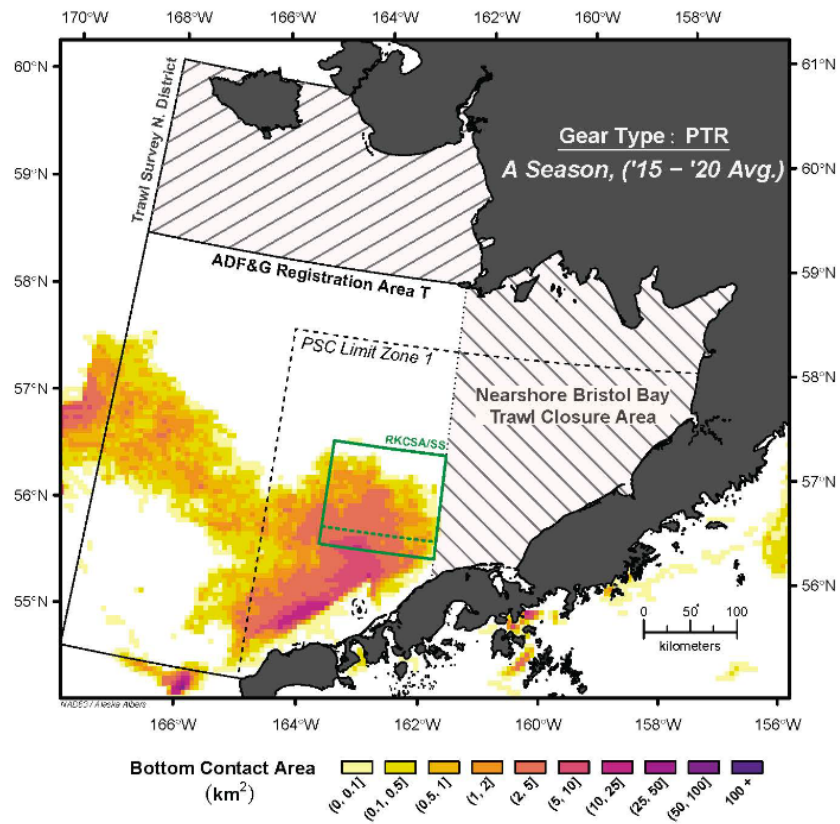 170°W 168°W 166°W 164°W 162°W 160°W 158°W
60°N
61°N
Trawl Survey N. District
Gear Type : PTR
A Season, ('15 – '20 Avg.)
59°N
60°N
58°N
59°N
ADF&G Registration Area T
PSC Limit Zone 1
57°N
58°N
Nearshore Bristol Bay
Trawl Closure Area
RKCSA/SS
56°N
57°N
55°N
56°N
0 50 100
kilometers
NAD83 / Alaska Albers
166°W 164°W 162°W 160°W 158°W 156°W
Bottom Contact Area
(km²)
(0, 0.1] (0.1, 0.5] (0.5, 1] (1, 2] (2, 5] (5, 10] (10, 25] (25, 50] (50, 100] 100 +